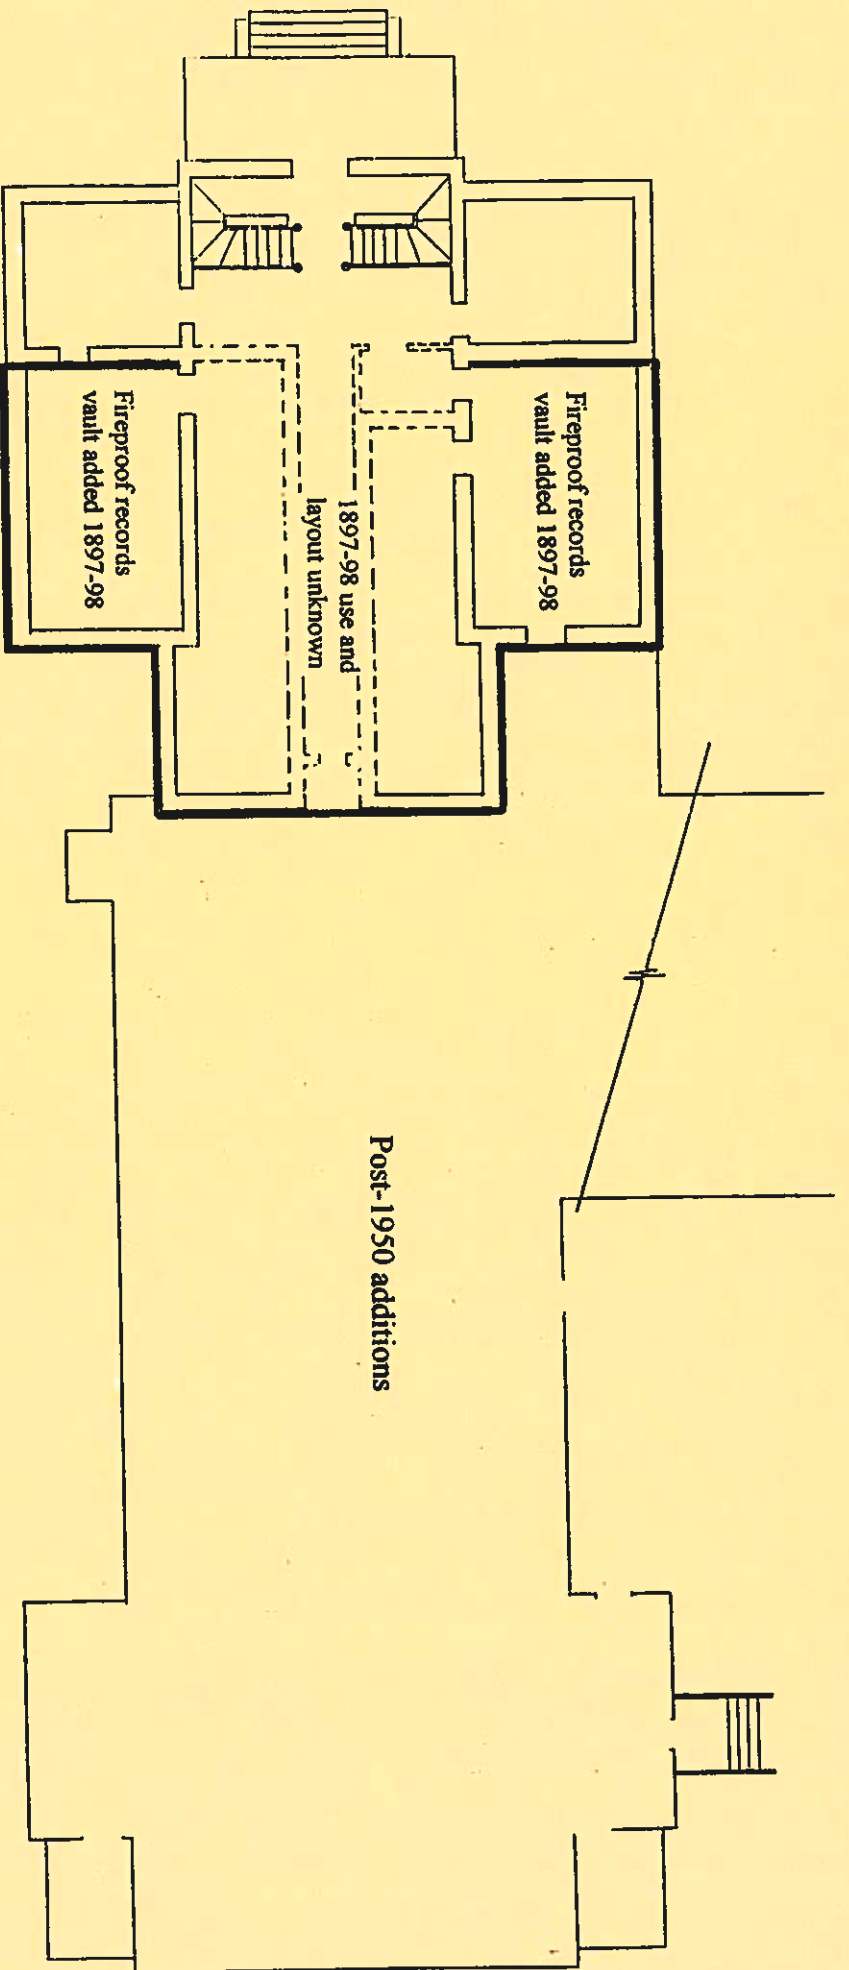 Fireproof records
vault added 1897-98
1897-98 use and
layout unknown
Fireproof records
vault added 1897-98
Post-1950 additions